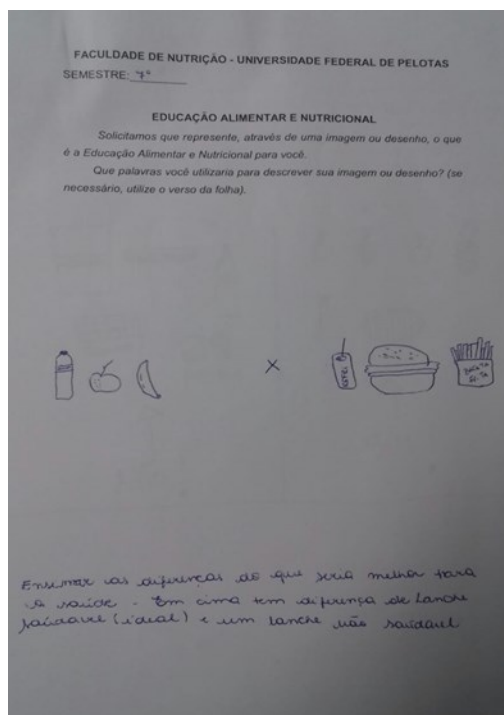 FACULDADE DE NUTRIÇÃO - UNIVERSIDADE FEDERAL DE PELOTAS
SEMESTRE: 7º
EDUCAÇÃO ALIMENTAR E NUTRICIONAL
Solicitamos que represente, através de uma imagem ou desenho, o que
é a Educação Alimentar e Nutricional para você.
Que palavras você utilizaria para descrever sua imagem ou desenho? (se
necessário, utilize o verso da folha).
X
REFRI
Ensinar as diferenças do que seria melhor para
a saúde. Em cima tem diferença de lanche
saúdavel (ideal) e um lanche não saúdavel